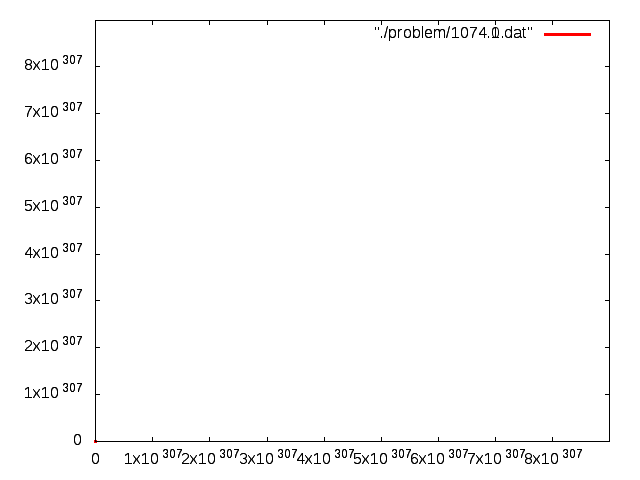 "./problem/1074.0.dat"
8x10 307
7x10 307
6x10 307
5x10 307
4x10 307
3x10 307
2x10 307
1x10 307
0
0 1x10 307 2x10 307 3x10 307 4x10 307 5x10 307 6x10 307 7x10 307 8x10 307